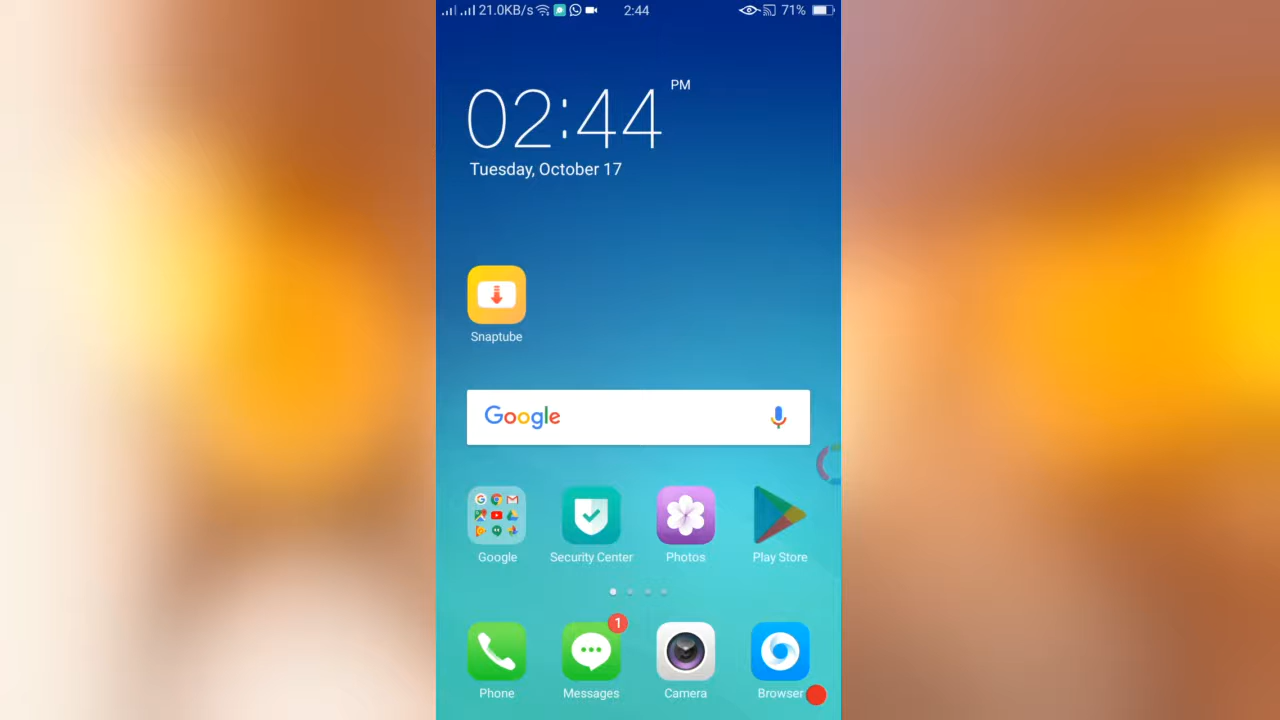 21.0KB/s 2:44 71%
02:44 PM
Tuesday, October 17
Snaptube
Google
Google Security Center Photos Play Store
1
Phone Messages Camera Browser